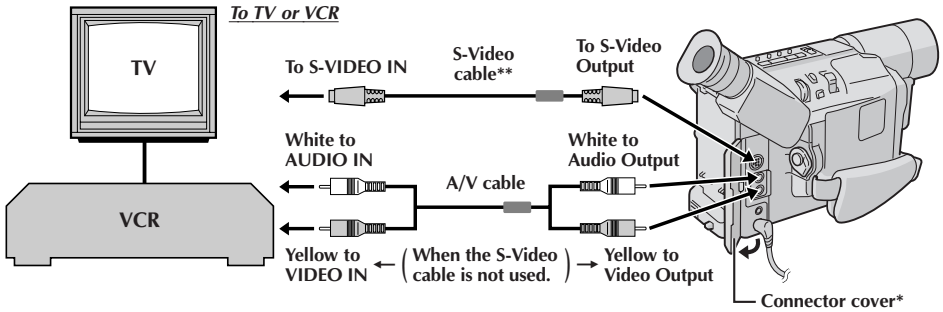 To TV or VCR
TV
To S-VIDEO IN
S-Video
cable**
To S-Video
Output
White to
AUDIO IN
A/V cable
White to
Audio Output
VCR
Yellow to
VIDEO IN
(When the S-Video
cable is not used.)
Yellow to
Video Output
Connector cover*